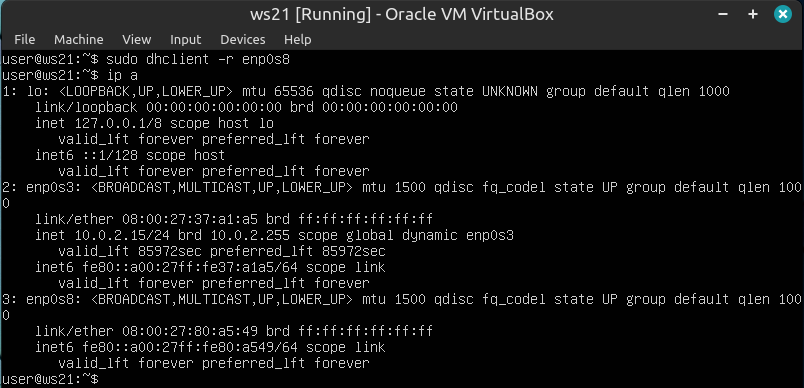 ws21 [Running] - Oracle VM VirtualBox
File Machine View Input Devices Help
user@ws21:~$ sudo dhclient -r enp0s8
user@ws21:~$ ip a
1: lo: <LOOPBACK,UP,LOWER_UP> mtu 65536 qdisc noqueue state UNKNOWN group default qlen 1000
    link/loopback 00:00:00:00:00:00 brd 00:00:00:00:00:00
    inet 127.0.0.1/8 scope host lo
       valid_lft forever preferred_lft forever
    inet6 ::1/128 scope host
       valid_lft forever preferred_lft forever
2: enp0s3: <BROADCAST,MULTICAST,UP,LOWER_UP> mtu 1500 qdisc fq_codel state UP group default qlen 100
0
    link/ether 08:00:27:37:a1:a5 brd ff:ff:ff:ff:ff:ff
    inet 10.0.2.15/24 brd 10.0.2.255 scope global dynamic enp0s3
       valid_lft 85972sec preferred_lft 85972sec
    inet6 fe80::a00:27ff:fe37:a1a5/64 scope link
       valid_lft forever preferred_lft forever
3: enp0s8: <BROADCAST,MULTICAST,UP,LOWER_UP> mtu 1500 qdisc fq_codel state UP group default qlen 100
0
    link/ether 08:00:27:80:a5:49 brd ff:ff:ff:ff:ff:ff
    inet6 fe80::a00:27ff:fe80:a549/64 scope link
       valid_lft forever preferred_lft forever
user@ws21:~$